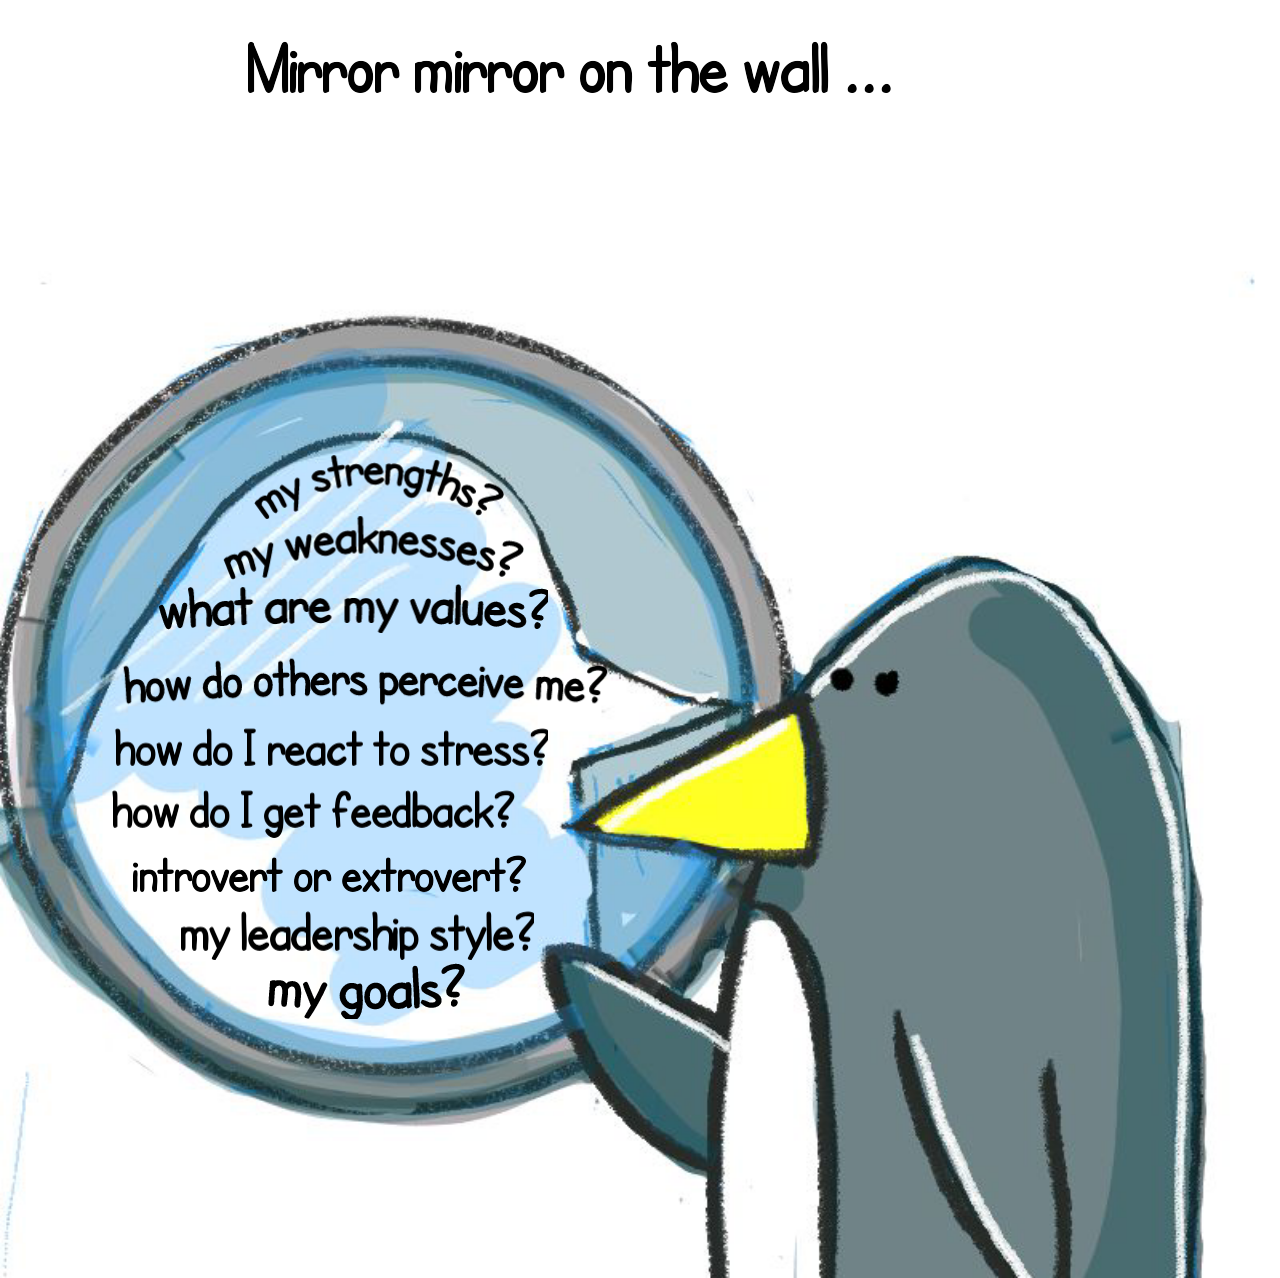 Mirror mirror on the wall ...
my strengths?
my weaknesses?
what are my values?
how do others perceive me?
how do I react to stress?
how do I get feedback?
introvert or extrovert?
my leadership style?
my goals?